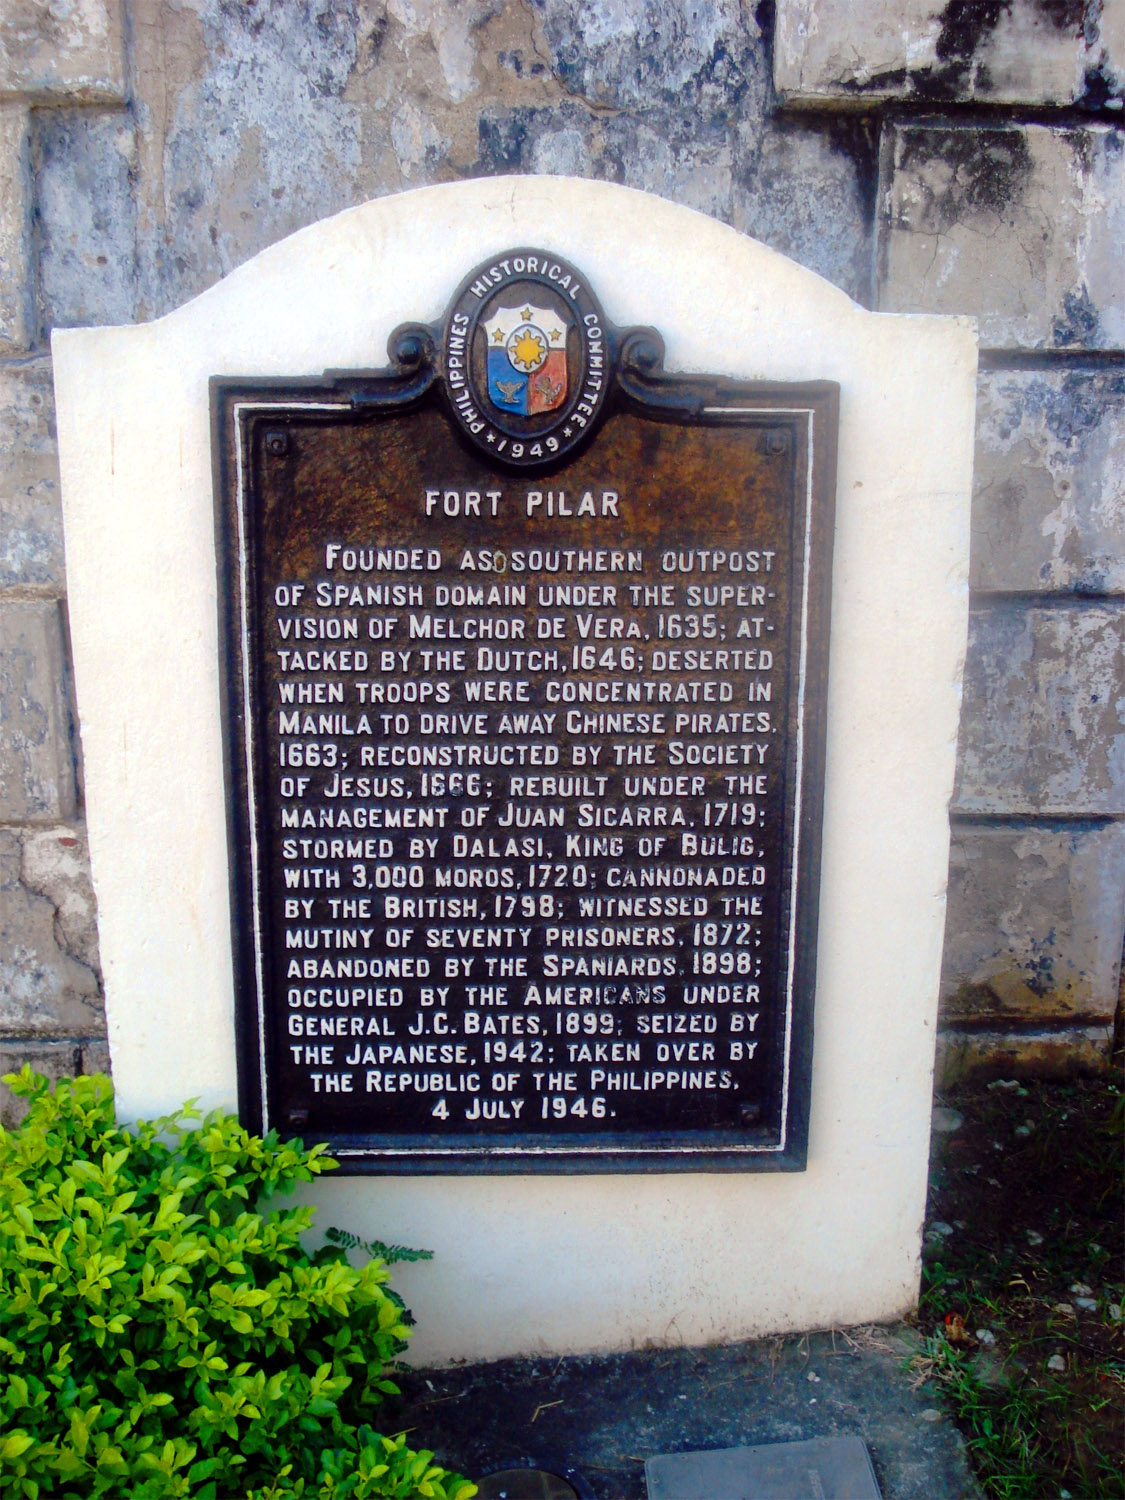 PHILIPPINES HISTORICAL COMMITTEE
★ 1949 ★
FORT PILAR
FOUNDED AS SOUTHERN OUTPOST
OF SPANISH DOMAIN UNDER THE SUPER-
VISION OF MELCHOR DE VERA, 1635; AT-
TACKED BY THE DUTCH, 1646; DESERTED
WHEN TROOPS WERE CONCENTRATED IN
MANILA TO DRIVE AWAY CHINESE PIRATES,
1663; RECONSTRUCTED BY THE SOCIETY
OF JESUS, 1666; REBUILT UNDER THE
MANAGEMENT OF JUAN SICARRA, 1719;
STORMED BY DALASI, KING OF BULIG,
WITH 3,000 MOROS, 1720; CANNONADED
BY THE BRITISH, 1798; WITNESSED THE
MUTINY OF SEVENTY PRISONERS, 1872;
ABANDONED BY THE SPANIARDS, 1898;
OCCUPIED BY THE AMERICANS UNDER
GENERAL J.C. BATES, 1899; SEIZED BY
THE JAPANESE, 1942; TAKEN OVER BY
THE REPUBLIC OF THE PHILIPPINES,
4 JULY 1946.